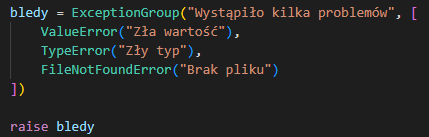 bledy = ExceptionGroup("Wystąpiło kilka problemów", [
    ValueError("Zła wartość"),
    TypeError("Zły typ"),
    FileNotFoundError("Brak pliku")
])

raise bledy